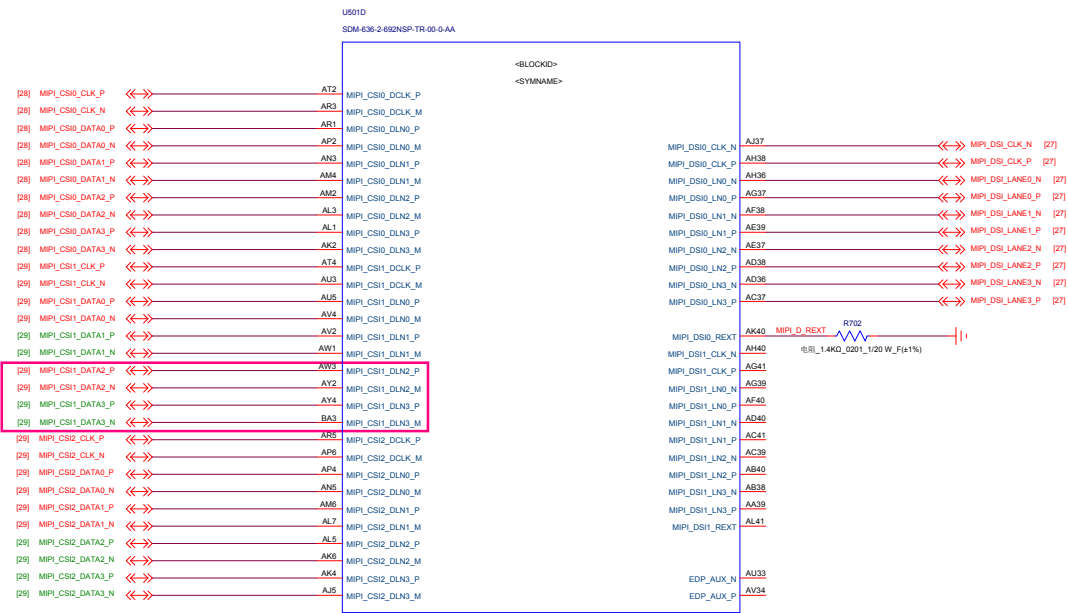 U501D
SDM-636-2-692NSP-TR-00-0-AA
<BLOCKID>
<SYMNAME>
[28] MIPI_CSI0_CLK_P AT2 MIPI_CSI0_DCLK_P
[28] MIPI_CSI0_CLK_N AR3 MIPI_CSI0_DCLK_M
[28] MIPI_CSI0_DATA0_P AR1 MIPI_CSI0_DLN0_P
[28] MIPI_CSI0_DATA0_N AP2 MIPI_CSI0_DLN0_M
[28] MIPI_CSI0_DATA1_P AN3 MIPI_CSI0_DLN1_P
[28] MIPI_CSI0_DATA1_N AM4 MIPI_CSI0_DLN1_M
[28] MIPI_CSI0_DATA2_P AM2 MIPI_CSI0_DLN2_P
[28] MIPI_CSI0_DATA2_N AL3 MIPI_CSI0_DLN2_M
[28] MIPI_CSI0_DATA3_P AL1 MIPI_CSI0_DLN3_P
[28] MIPI_CSI0_DATA3_N AK2 MIPI_CSI0_DLN3_M
[29] MIPI_CSI1_CLK_P AT4 MIPI_CSI1_DCLK_P
[29] MIPI_CSI1_CLK_N AU3 MIPI_CSI1_DCLK_M
[29] MIPI_CSI1_DATA0_P AU5 MIPI_CSI1_DLN0_P
[29] MIPI_CSI1_DATA0_N AV4 MIPI_CSI1_DLN0_M
[29] MIPI_CSI1_DATA1_P AV2 MIPI_CSI1_DLN1_P
[29] MIPI_CSI1_DATA1_N AW1 MIPI_CSI1_DLN1_M
[29] MIPI_CSI1_DATA2_P AW3 MIPI_CSI1_DLN2_P
[29] MIPI_CSI1_DATA2_N AY2 MIPI_CSI1_DLN2_M
[29] MIPI_CSI1_DATA3_P AY4 MIPI_CSI1_DLN3_P
[29] MIPI_CSI1_DATA3_N BA3 MIPI_CSI1_DLN3_M
[29] MIPI_CSI2_CLK_P AR5 MIPI_CSI2_DCLK_P
[29] MIPI_CSI2_CLK_N AP6 MIPI_CSI2_DCLK_M
[29] MIPI_CSI2_DATA0_P AP4 MIPI_CSI2_DLN0_P
[29] MIPI_CSI2_DATA0_N AN5 MIPI_CSI2_DLN0_M
[29] MIPI_CSI2_DATA1_P AM6 MIPI_CSI2_DLN1_P
[29] MIPI_CSI2_DATA1_N AL7 MIPI_CSI2_DLN1_M
[29] MIPI_CSI2_DATA2_P AL5 MIPI_CSI2_DLN2_P
[29] MIPI_CSI2_DATA2_N AK6 MIPI_CSI2_DLN2_M
[29] MIPI_CSI2_DATA3_P AK4 MIPI_CSI2_DLN3_P
[29] MIPI_CSI2_DATA3_N AJ5 MIPI_CSI2_DLN3_M
MIPI_DSI0_CLK_N AJ37 MIPI_DSI_CLK_N [27]
MIPI_DSI0_CLK_P AH38 MIPI_DSI_CLK_P [27]
MIPI_DSI0_LN0_N AH36 MIPI_DSI_LANE0_N [27]
MIPI_DSI0_LN0_P AG37 MIPI_DSI_LANE0_P [27]
MIPI_DSI0_LN1_N AF38 MIPI_DSI_LANE1_N [27]
MIPI_DSI0_LN1_P AE39 MIPI_DSI_LANE1_P [27]
MIPI_DSI0_LN2_N AE37 MIPI_DSI_LANE2_N [27]
MIPI_DSI0_LN2_P AD38 MIPI_DSI_LANE2_P [27]
MIPI_DSI0_LN3_N AD36 MIPI_DSI_LANE3_N [27]
MIPI_DSI0_LN3_P AC37 MIPI_DSI_LANE3_P [27]
MIPI_DSI0_REXT AK40 MIPI_D_REXT R702
电阻_1.4KΩ_0201_1/20 W_F(±1%)
MIPI_DSI1_CLK_N AH40
MIPI_DSI1_CLK_P AG41
MIPI_DSI1_LN0_N AG39
MIPI_DSI1_LN0_P AF40
MIPI_DSI1_LN1_N AD40
MIPI_DSI1_LN1_P AC41
MIPI_DSI1_LN2_N AC39
MIPI_DSI1_LN2_P AB40
MIPI_DSI1_LN3_N AB38
MIPI_DSI1_LN3_P AA39
MIPI_DSI1_REXT AL41
EDP_AUX_N AU33
EDP_AUX_P AV34